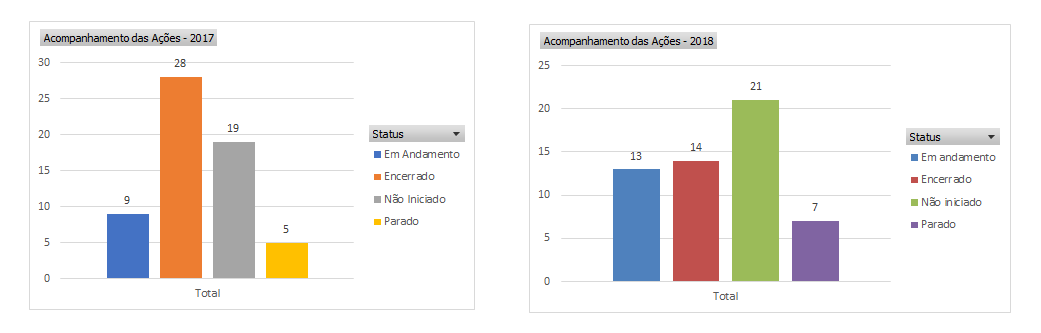 Acompanhamento das Ações - 2017
30
25
20
15
10
5
0
9
28
19
5
Total
Status
Em Andamento
Encerrado
Não Iniciado
Parado
Acompanhamento das Ações - 2018
25
20
15
10
5
0
13
14
21
7
Total
Status
Em andamento
Encerrado
Não iniciado
Parado